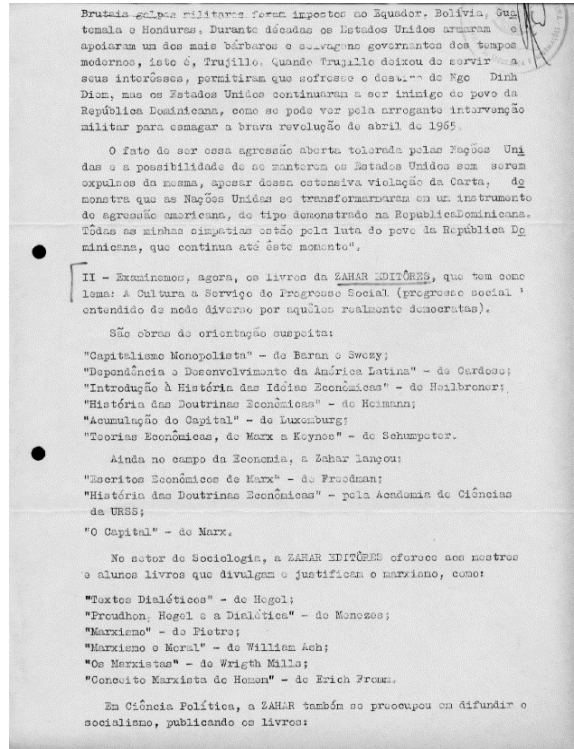 Brutais golpes militares foram impostos ao Equador, Bolívia, Gua
temala e Honduras. Durante décadas os Estados Unidos armaram e
apoiaram um dos mais bárbaros e selvagens governantes dos tempos
modernos, isto é, Trujillo. Quando Trujillo deixou de servir a
seus interêsses, permitiram que sofresse o destino de Ngo Dinh
Diem, mas os Estados Unidos continuaram a ser inimigo do povo da
República Dominicana, como se pode ver pela arrogante intervenção
militar para esmagar a brava revolução de abril de 1965.
O fato de ser essa agressão aberta tolerada pelas Nações Uni
das e a possibilidade de se manterem os Estados Unidos sem serem
expulsos da mesma, apesar dessa ostensiva violação da Carta, de
monstra que as Nações Unidas se transformarnaram em um instrumento
de agressão americana, do tipo demonstrado na RepublicaDominicana.
Tôdas as minhas simpatias estão pela luta do povo da República Do
minicana, que continua até êste momento".
II - Examinemos, agora, os livros da ZAHAR EDITÔRES, que tem como
lema: A Cultura a Serviço do Progresso Social (progresso social '
entendido de modo diverso por aquêles realmente democratas).
São obras de orientação suspeita:
"Capitalismo Monopolista" - de Baran e Swezy;
"Dependência e Desenvolvimento da América Latina" - de Cardoso;
"Introdução à História das Idéias Econômicas" - de Heilbroner;
"História das Doutrinas Econômicas" - de Heimann;
"Acumulação do Capital" - de Luxemburg;
"Teorias Econômicas, de Marx a Keynes" - de Schumpeter.
Ainda no campo da Economia, a Zahar lançou:
"Escritos Econômicos de Marx" - de Freedman;
"História das Doutrinas Econômicas" - pela Academia de Ciências
da URSS;
"O Capital" - de Marx.
No setor de Sociologia, a ZAHAR EDITÔRES oferece aos mestres
e alunos livros que divulgam e justificam o marxismo, como:
"Textos Dialéticos" - de Hegel;
"Proudhon, Hegel e a Dialética" - de Menezes;
"Marxismo" - de Pietre;
"Marxismo e Moral" - de William Ash;
"Os Marxistas" - de Wrigth Mills;
"Conceito Marxista do Homem" - de Erich Fromm.
Em Ciência Política, a ZAHAR também se preocupou em difundir o
socialismo, publicando os livros: